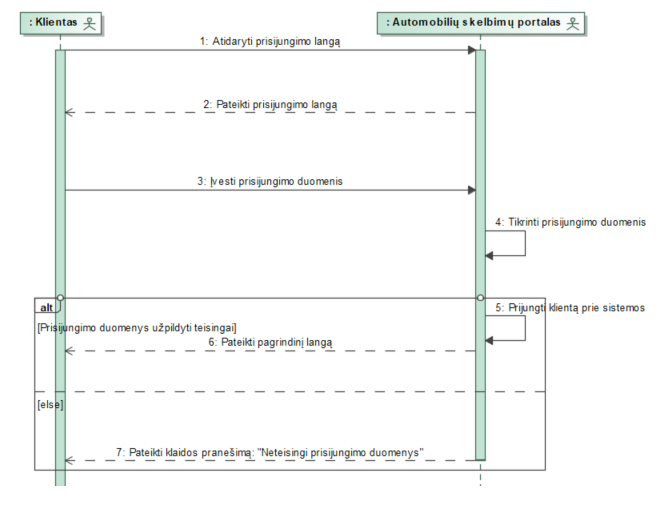 : Klientas
: Automobilių skelbimų portalas
1: Atidaryti prisijungimo langą
2: Pateikti prisijungimo langą
3: Įvesti prisijungimo duomenis
4: Tikrinti prisijungimo duomenis
alt
5: Prijungti klientą prie sistemos
[Prisijungimo duomenys užpildyti teisingai]
6: Pateikti pagrindinį langą
[else]
7: Pateikti klaidos pranešimą: "Neteisingi prisijungimo duomenys"